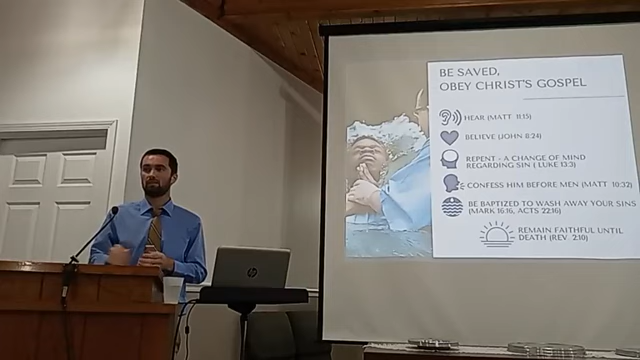 BE SAVED,
OBEY CHRIST'S GOSPEL
HEAR (MATT 11:15)
BELIEVE (JOHN 8:24)
REPENT - A CHANGE OF MIND
REGARDING SIN ( LUKE 13:3)
CONFESS HIM BEFORE MEN (MATT 10:32)
BE BAPTIZED TO WASH AWAY YOUR SINS
(MARK 16:16, ACTS 22:16)
REMAIN FAITHFUL UNTIL
DEATH (REV 2:10)
hp